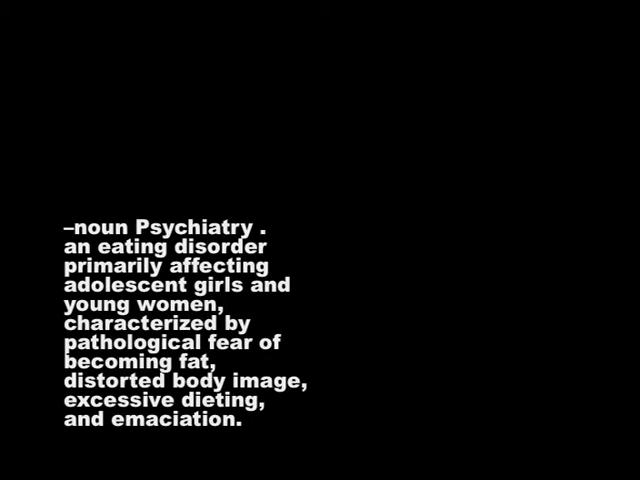 –noun Psychiatry .
an eating disorder
primarily affecting
adolescent girls and
young women,
characterized by
pathological fear of
becoming fat,
distorted body image,
excessive dieting,
and emaciation.